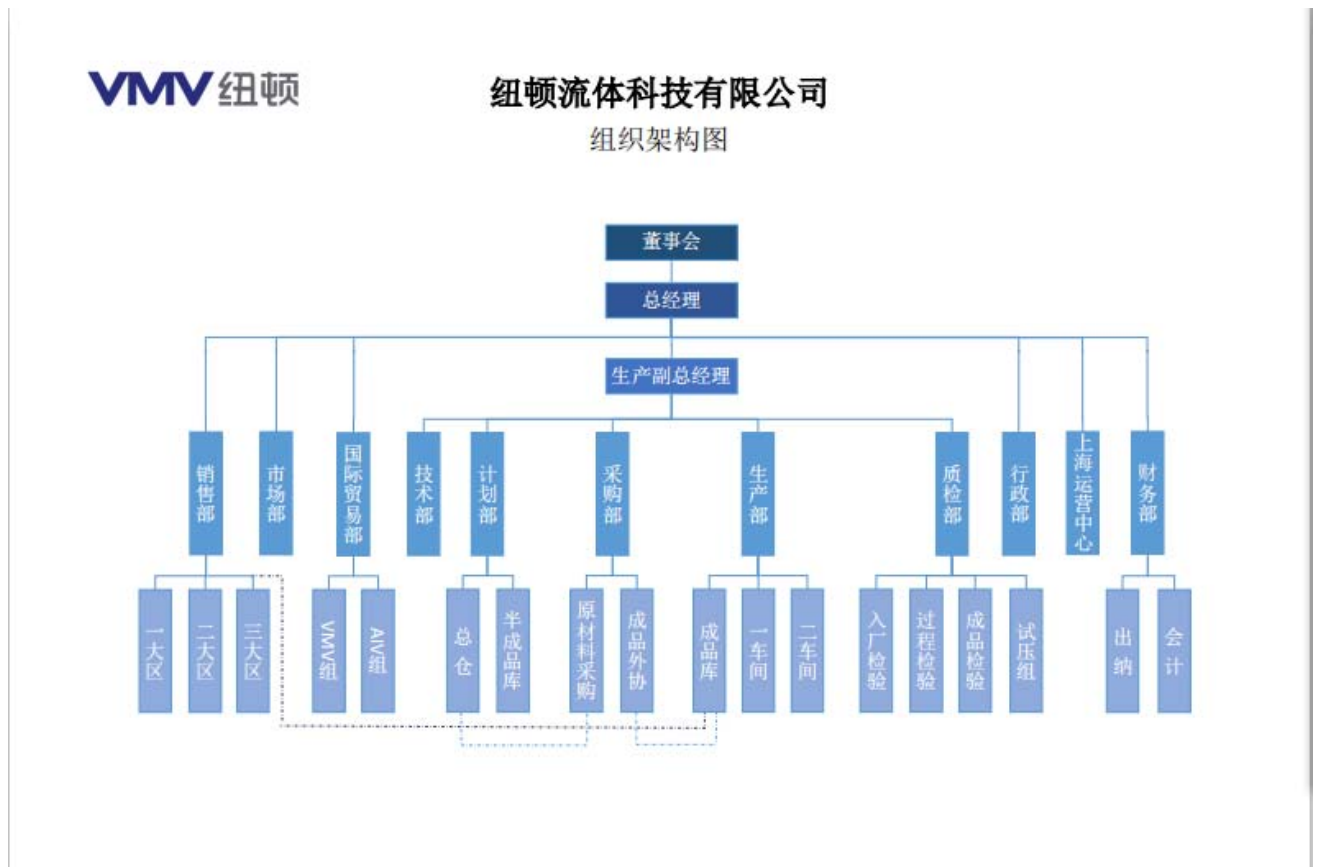 VMV纽顿
纽顿流体科技有限公司
组织架构图
董事会
总经理
生产副总经理
销售部
市场部
国际贸易部
技术部
计划部
采购部
生产部
质检部
行政部
上海运营中心
财务部
一大区
二大区
三大区
VMV组
AIV组
总仓
半成品库
原材料采购
成品外协
成品库
一车间
二车间
入厂检验
过程检验
成品检验
试压组
出纳
会计